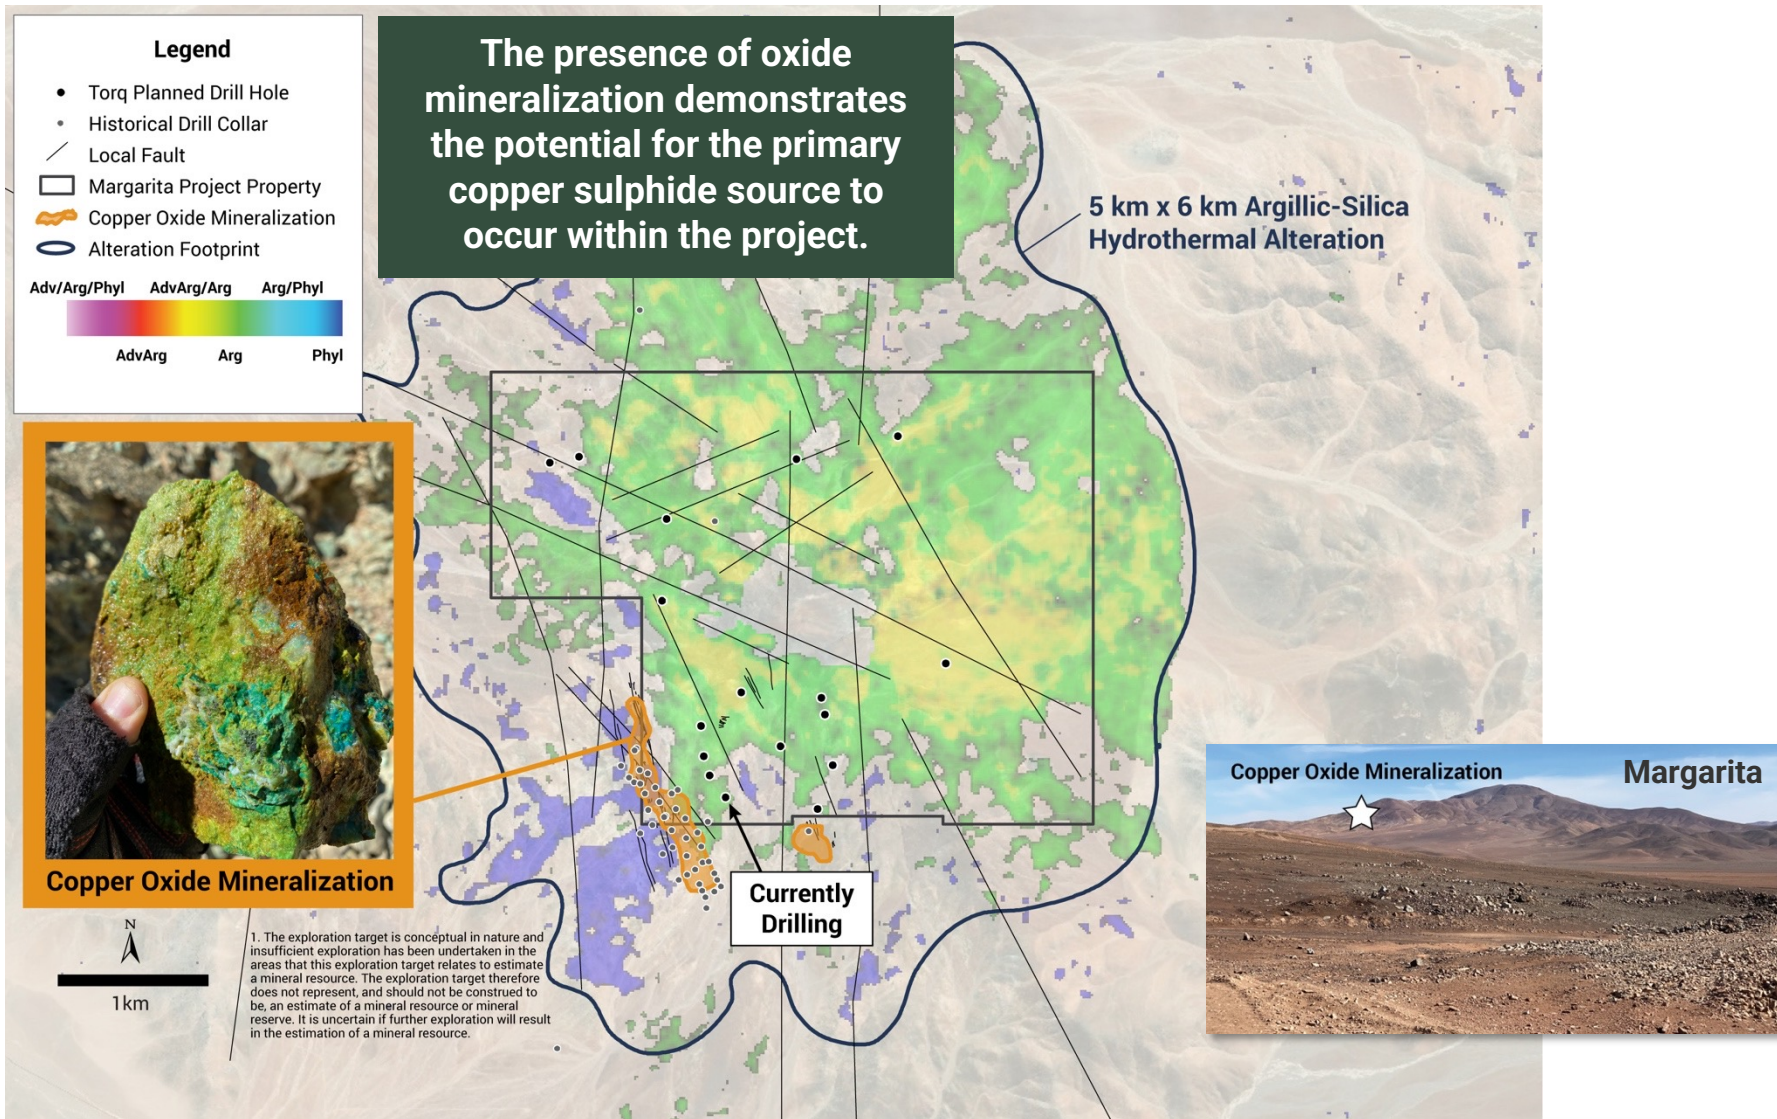 Legend
Torq Planned Drill Hole
Historical Drill Collar
Local Fault
Margarita Project Property
Copper Oxide Mineralization
Alteration Footprint
Adv/Arg/Phyl AdvArg/Arg Arg/Phyl
AdvArg Arg Phyl
The presence of oxide
mineralization demonstrates
the potential for the primary
copper sulphide source to
occur within the project.
5 km x 6 km Argillic-Silica
Hydrothermal Alteration
Copper Oxide Mineralization
Currently
Drilling
Copper Oxide Mineralization
Margarita
N
1km
1. The exploration target is conceptual in nature and
insufficient exploration has been undertaken in the
areas that this exploration target relates to estimate
a mineral resource. The exploration target therefore
does not represent, and should not be construed to
be, an estimate of a mineral resource or mineral
reserve. It is uncertain if further exploration will result
in the estimation of a mineral resource.